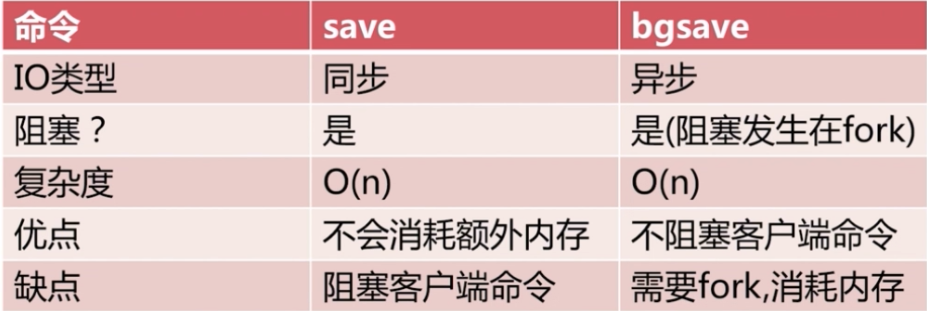 命令 save bgsave
IO类型 同步 异步
阻塞？ 是 是(阻塞发生在fork)
复杂度 O(n) O(n)
优点 不会消耗额外内存 不阻塞客户端命令
缺点 阻塞客户端命令 需要fork,消耗内存